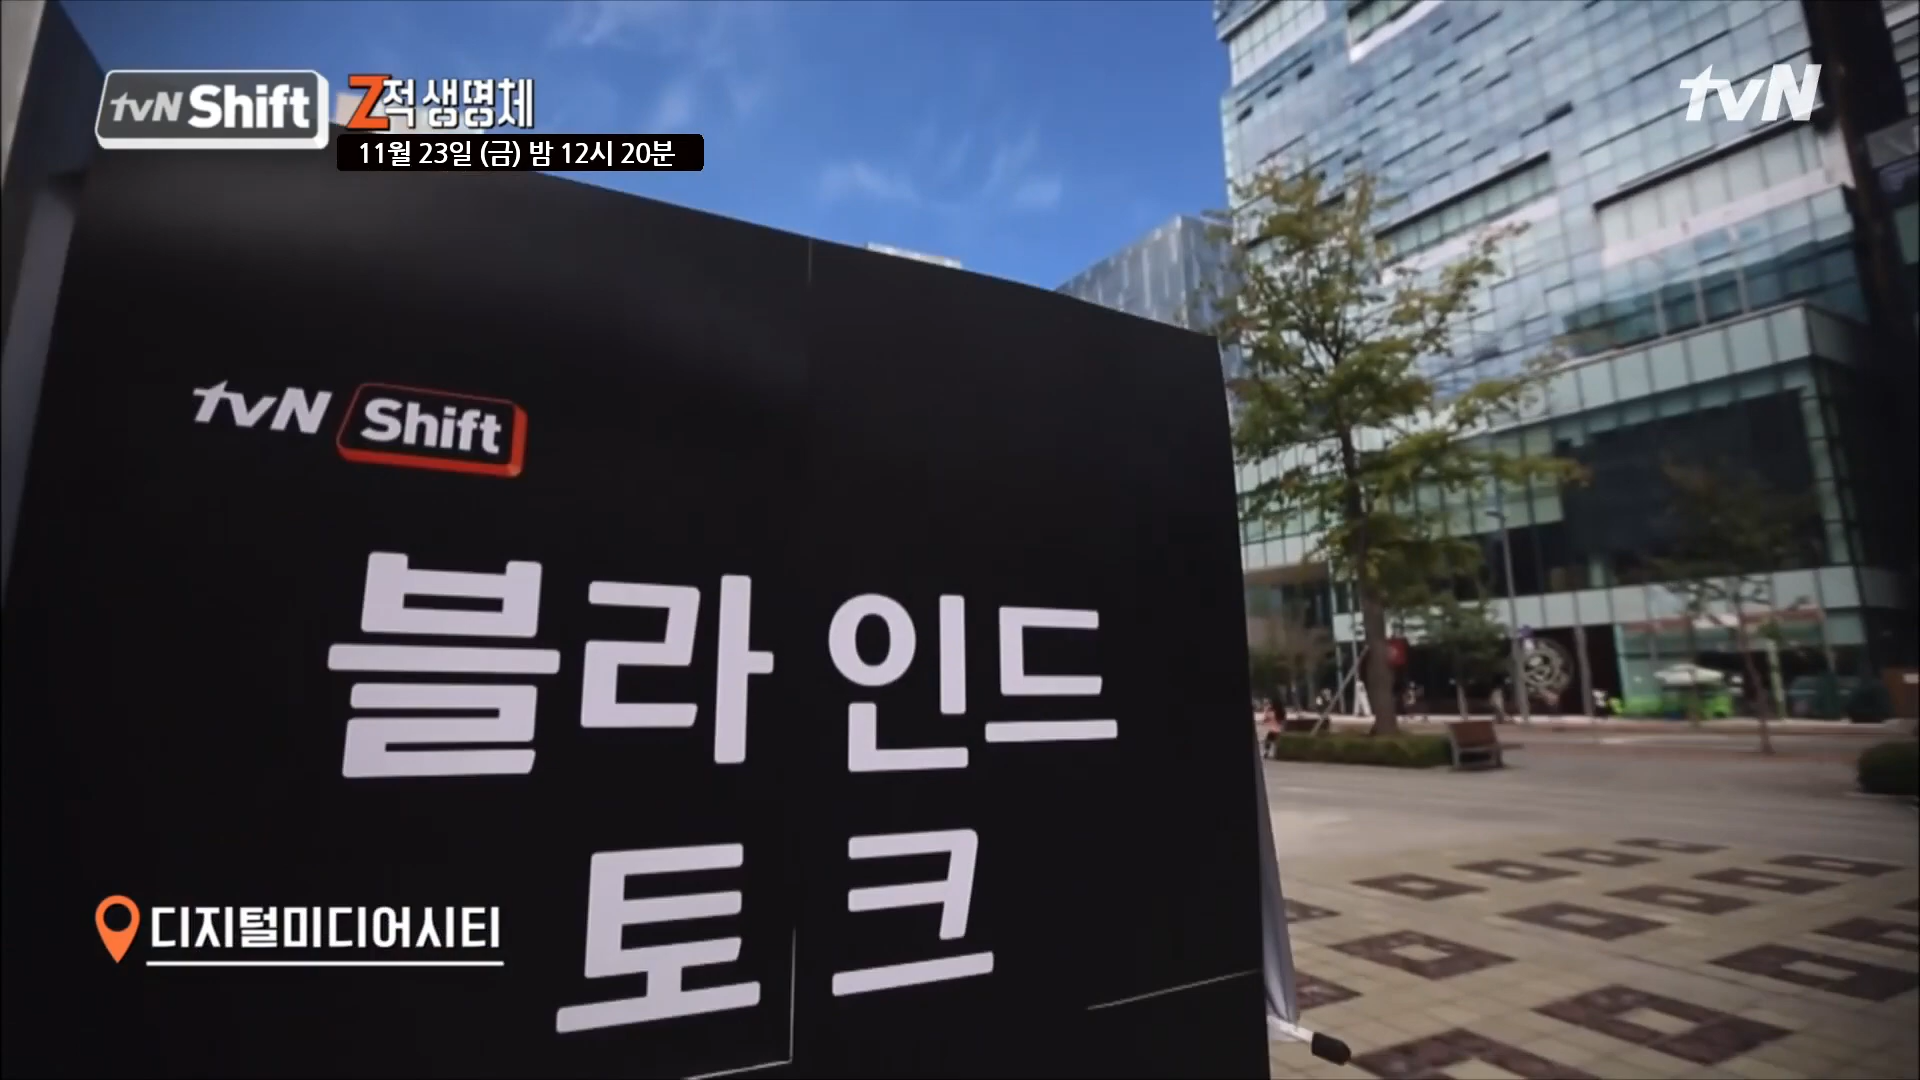 tvN Shift Z적 생명체
11월 23일 (금) 밤 12시 20분
tvN
tvN Shift
블라인드
토크
디지털미디어시티